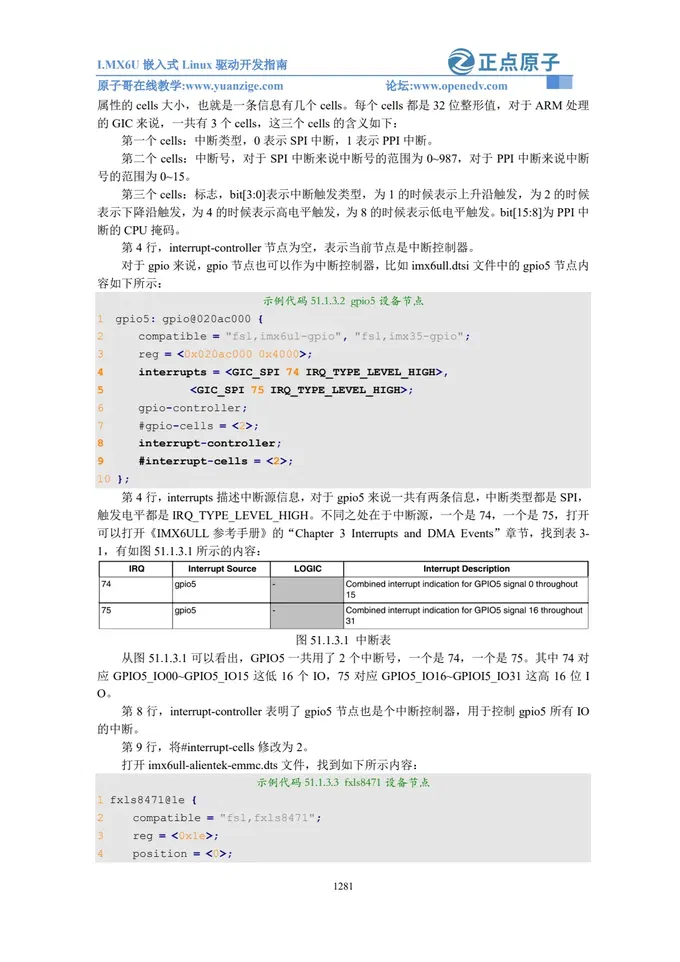 I.MX6U 嵌入式 Linux 驱动开发指南
正点原子
原子哥在线教学:www.yuanzige.com 论坛:www.openedv.com
属性的 cells 大小，也就是一条信息有几个 cells。每个 cells 都是 32 位整形值，对于 ARM 处理
的 GIC 来说，一共有 3 个 cells，这三个 cells 的含义如下：
第一个 cells：中断类型，0 表示 SPI 中断，1 表示 PPI 中断。
第二个 cells：中断号，对于 SPI 中断来说中断号的范围为 0~987，对于 PPI 中断来说中断
号的范围为 0~15。
第三个 cells：标志，bit[3:0]表示中断触发类型，为 1 的时候表示上升沿触发，为 2 的时候
表示下降沿触发，为 4 的时候表示高电平触发，为 8 的时候表示低电平触发。bit[15:8]为 PPI 中
断的 CPU 掩码。
第 4 行，interrupt-controller 节点为空，表示当前节点是中断控制器。
对于 gpio 来说，gpio 节点也可以作为中断控制器，比如 imx6ull.dtsi 文件中的 gpio5 节点内
容如下所示：
示例代码 51.1.3.2 gpio5 设备节点
1 gpio5: gpio@020ac000 {
2 compatible = "fsl,imx6ul-gpio", "fsl,imx35-gpio";
3 reg = <0x020ac000 0x4000>;
4 interrupts = <GIC_SPI 74 IRQ_TYPE_LEVEL_HIGH>,
5 <GIC_SPI 75 IRQ_TYPE_LEVEL_HIGH>;
6 gpio-controller;
7 #gpio-cells = <2>;
8 interrupt-controller;
9 #interrupt-cells = <2>;
10 };
第 4 行，interrupts 描述中断源信息，对于 gpio5 来说一共有两条信息，中断类型都是 SPI，
触发电平都是 IRQ_TYPE_LEVEL_HIGH。不同之处在于中断源，一个是 74，一个是 75，打开
可以打开《IMX6ULL 参考手册》的“Chapter 3 Interrupts and DMA Events”章节，找到表 3-
1，有如图 51.1.3.1 所示的内容：
IRQ Interrupt Source LOGIC Interrupt Description
74 gpio5 - Combined interrupt indication for GPIO5 signal 0 throughout
15
75 gpio5 - Combined interrupt indication for GPIO5 signal 16 throughout
31
图 51.1.3.1 中断表
从图 51.1.3.1 可以看出，GPIO5 一共用了 2 个中断号，一个是 74，一个是 75。其中 74 对
应 GPIO5_IO00~GPIO5_IO15 这低 16 个 IO，75 对应 GPIO5_IO16~GPIOI5_IO31 这高 16 位 I
O。
第 8 行，interrupt-controller 表明了 gpio5 节点也是个中断控制器，用于控制 gpio5 所有 IO
的中断。
第 9 行，将#interrupt-cells 修改为 2。
打开 imx6ull-alientek-emmc.dts 文件，找到如下所示内容：
示例代码 51.1.3.3 fxls8471 设备节点
1 fxls8471@1e {
2 compatible = "fsl,fxls8471";
3 reg = <0x1e>;
4 position = <0>;
1281